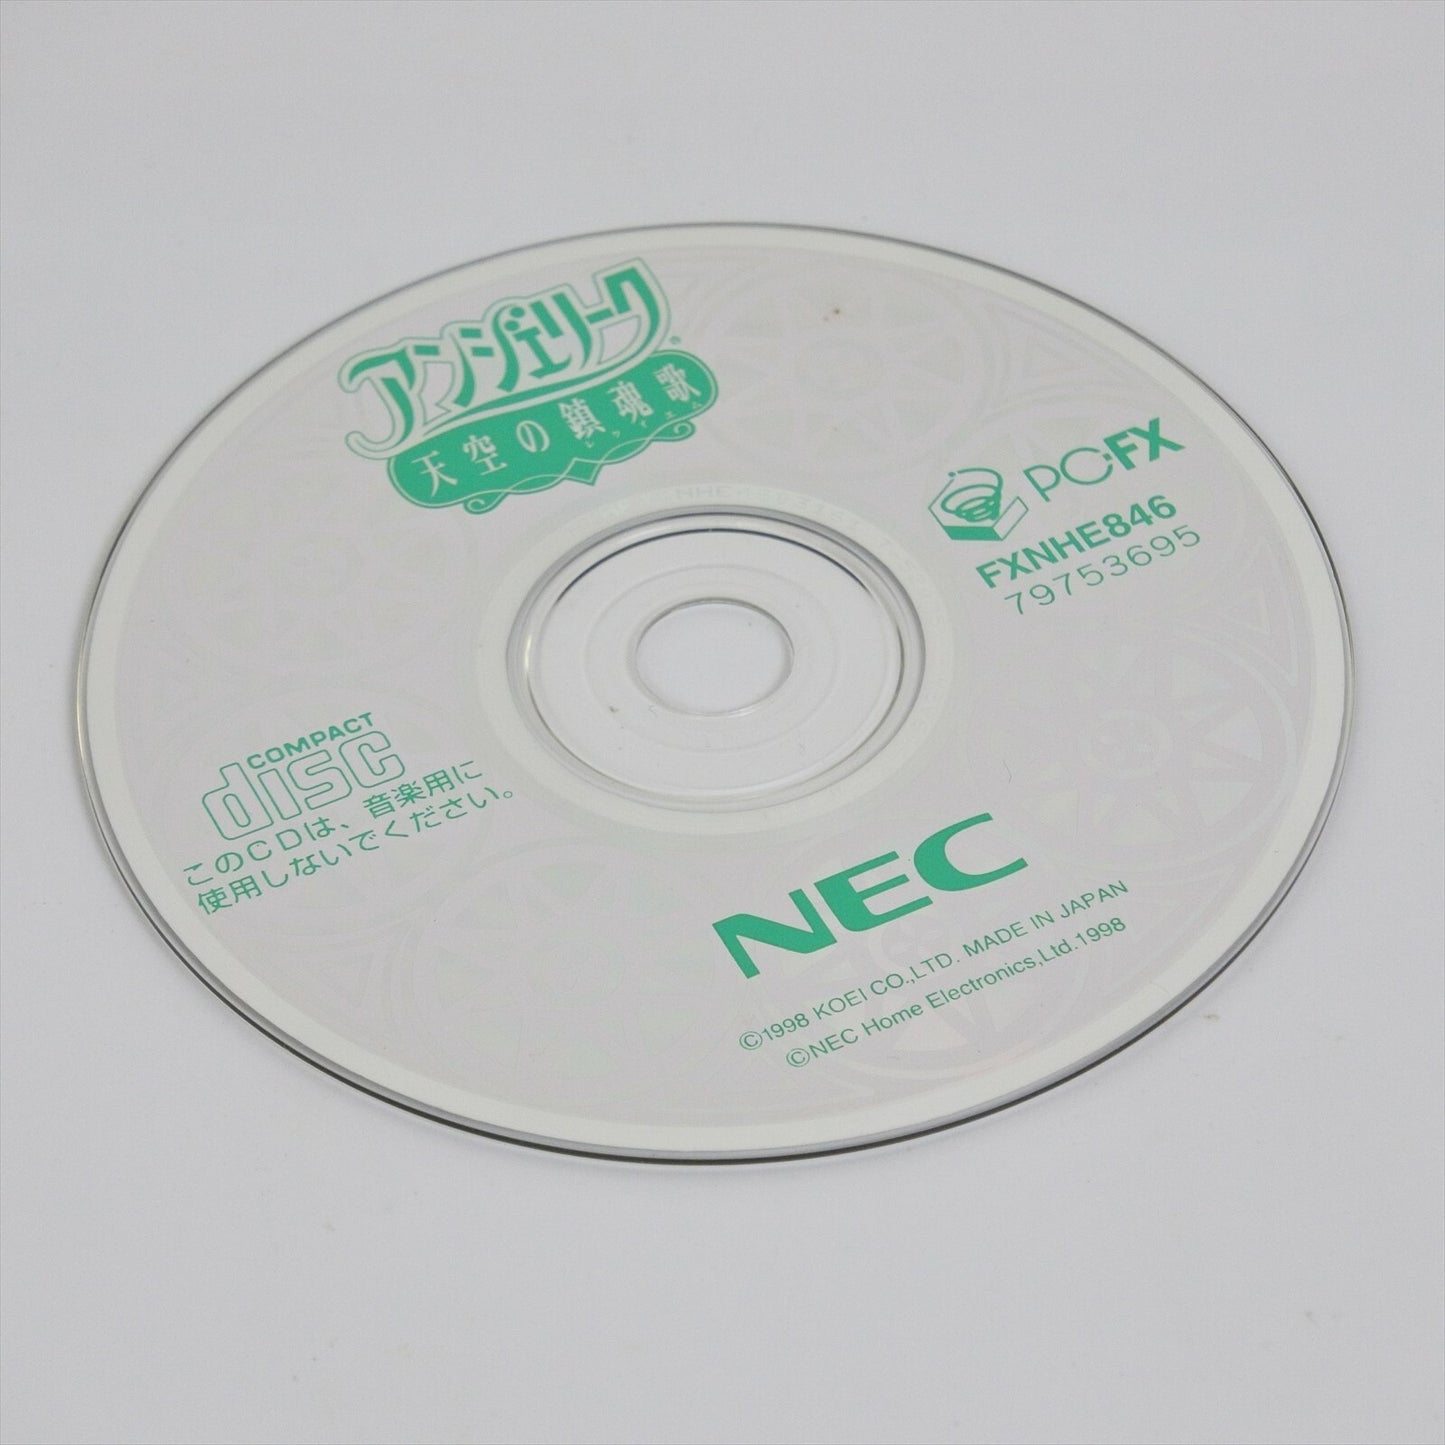 アンジェリーク®
天空の鎮魂歌
レクイエム
PC-FX
FXNHE846
79753695
COMPACT
disc
このCDは、音楽用に
使用しないでください。
NEC
©1998 KOEI CO.,LTD. MADE IN JAPAN
©NEC Home Electronics,Ltd.1998